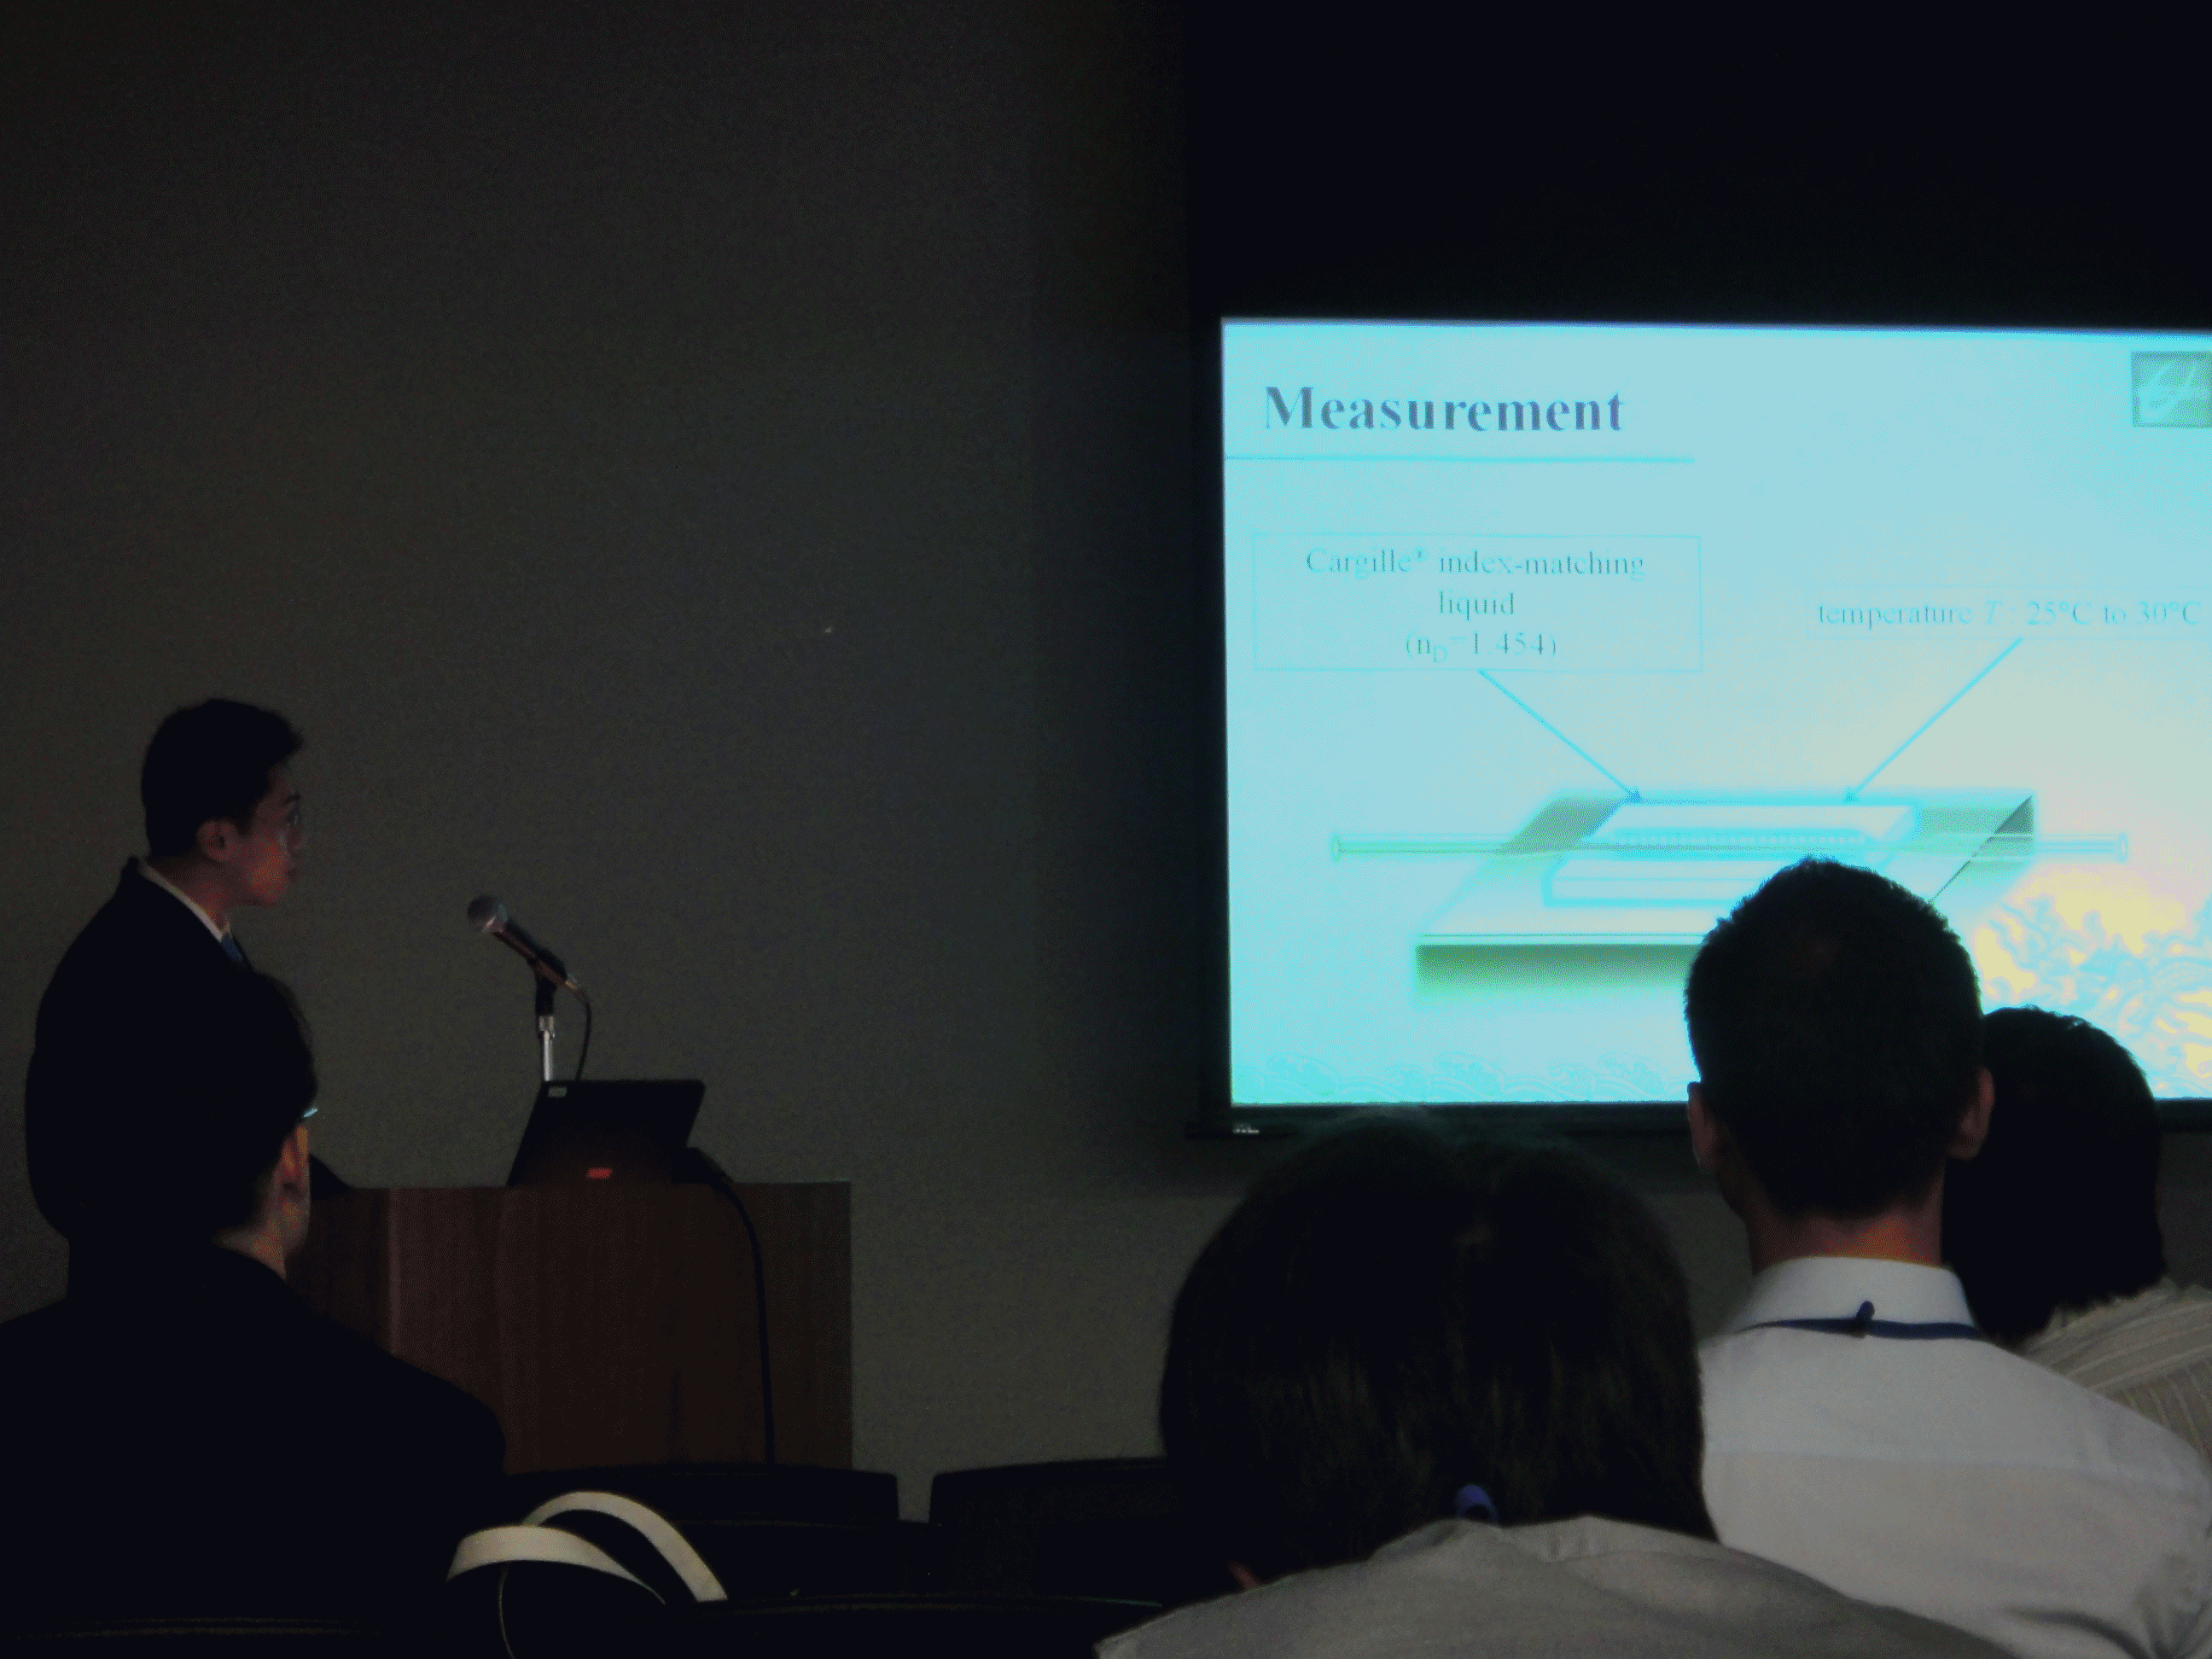 Measurement
Cargille® index-matching
liquid
(nD=1.454)
temperature T : 25°C to 30°C